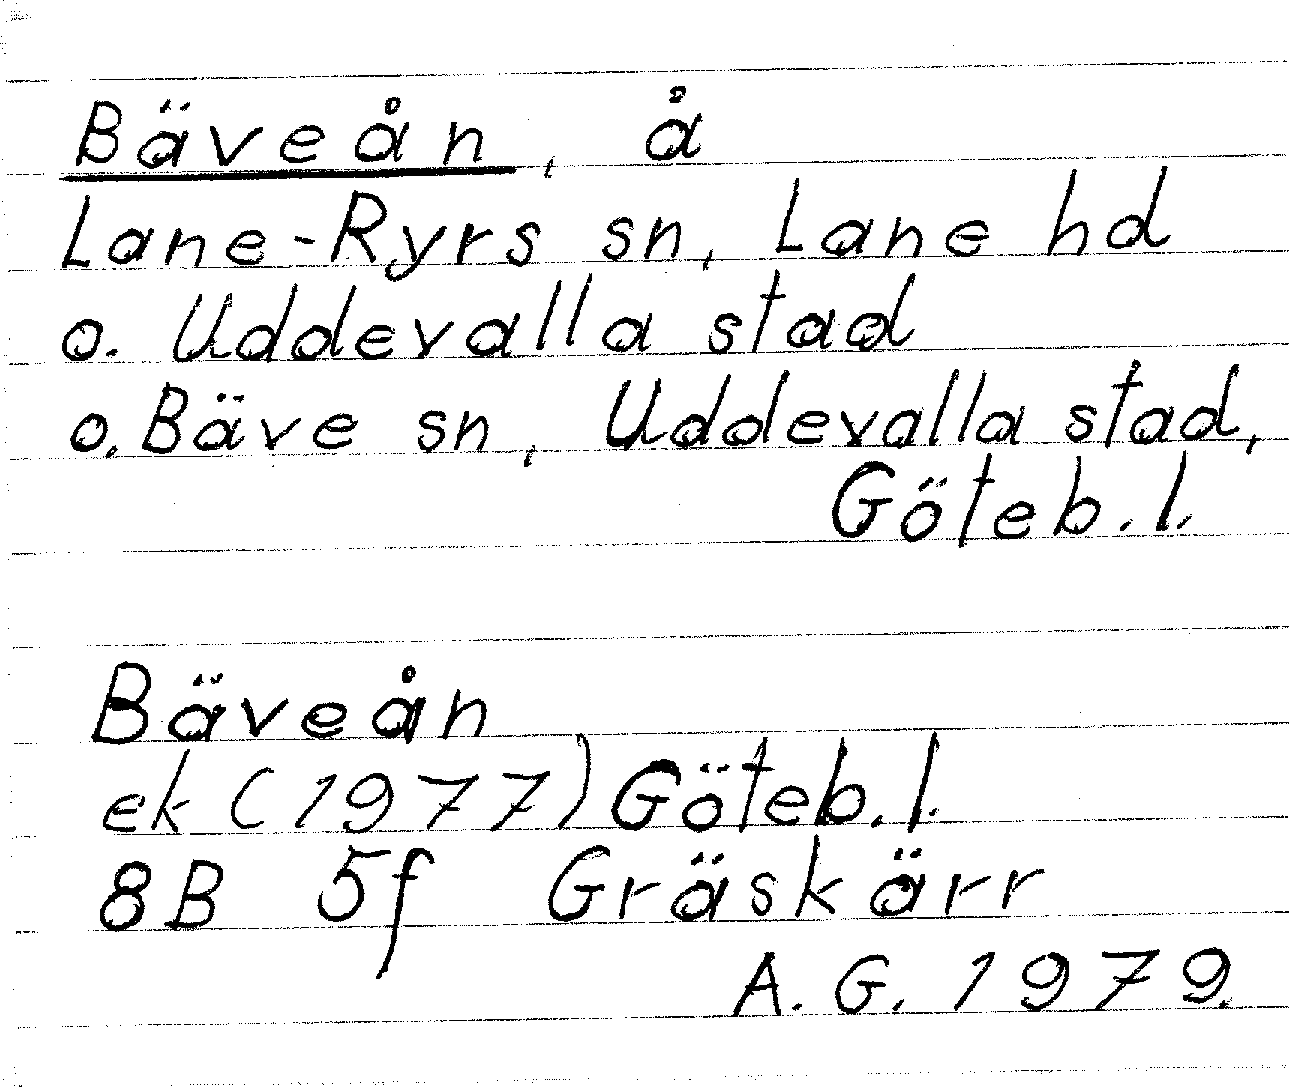 Bäveån, å
Lane-Ryrs sn, Lane hd
o. Uddevalla stad
o. Bäve sn, Uddevalla stad,
Göteb. l.
Bäveån
ek (1977) Göteb. l.
8B 5f Gräskärr
A. G. 1979.